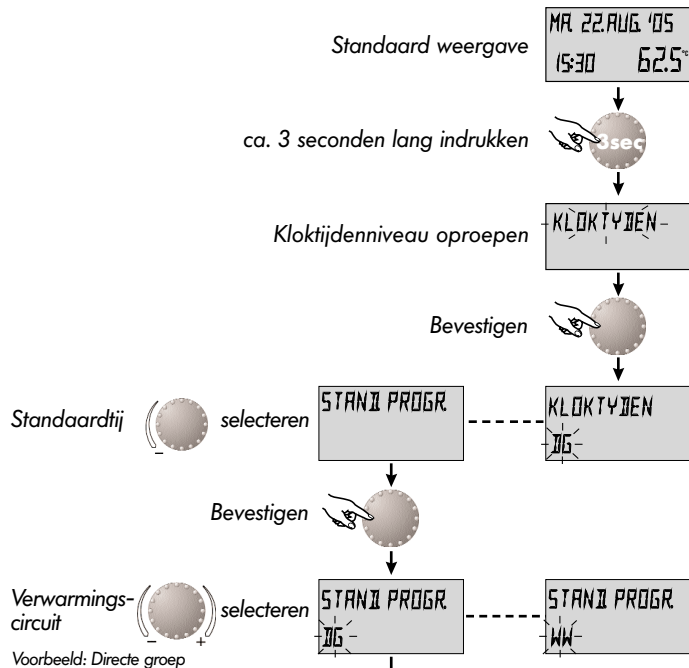 Standaard weergave
MA. 22.AUG. '05
15:30 62.5 °C
ca. 3 seconden lang indrukken
3sec
Kloktijdenniveau oproepen
KLOKTYDEN
Bevestigen
Standaardtij
–
selecteren
STAND PROGR.
KLOKTYDEN
DG
Bevestigen
Verwarmings-
circuit
– +
selecteren
STAND PROGR.
DG
STAND PROGR.
WW
Voorbeeld: Directe groep